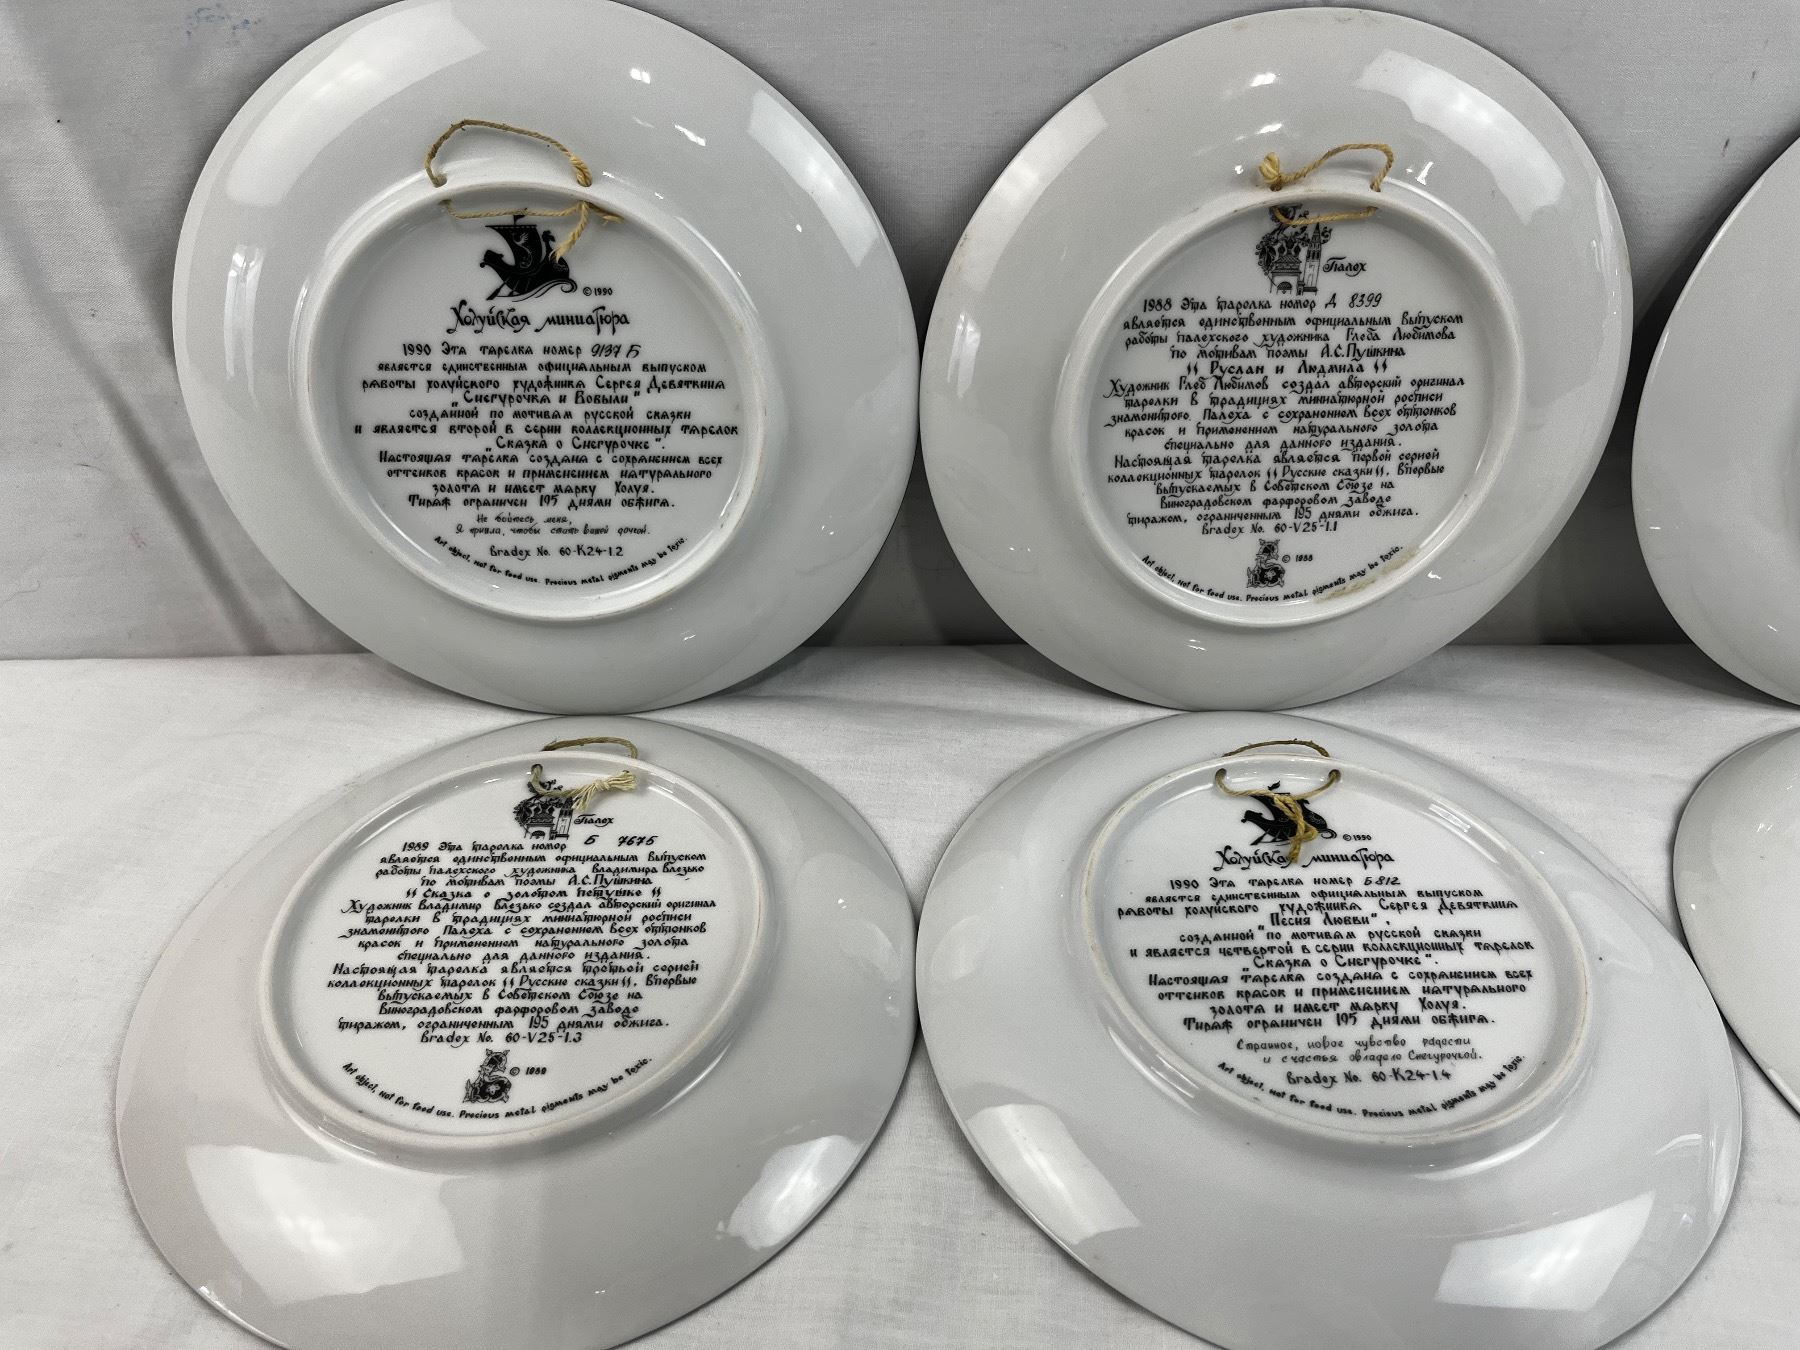 © 1990
Холуйская миниатюра
1990 Эта тарелка номер 9137 Б
является единственным официальным выпуском
работы холуйского художника Сергея Девяткина
"Снегурочка и Бобыли"
созданной по мотивам русской сказки
и является второй в серии коллекционных тарелок
"Сказка о Снегурочке".
Настоящая тарелка создана с сохранением всех
оттенков красок и применением натурального
золота и имеет марку Холуя.
Тираж ограничен 195 днями обжига.
Не бойтесь меня,
Я пришла, чтобы стать вашей дочкой.
Bradex No. 60-K24-1.2
Art object, not for food use. Precious metal pigments may be toxic.
Палех
1988 Эта тарелка номер Д 8399
является единственным официальным выпуском
работы палехского художника Глеба Любимова
по мотивам поэмы А.С.Пушкина
"Руслан и Людмила"
Художник Глеб Любимов создал авторский оригинал
тарелки в традициях миниатюрной росписи
знаменитого Палеха с сохранением всех оттенков
красок и применением натурального золота
специально для данного издания.
Настоящая тарелка является первой серией
коллекционных тарелок "Русские сказки", впервые
выпускаемых в Советском Союзе на
Виноградовском фарфоровом заводе
тиражом, ограниченным 195 днями обжига.
Bradex No. 60-V25-1.1
© 1988
Art object, not for food use. Precious metal pigments may be toxic.
Палех
1989 Эта тарелка номер Б 7675
является единственным официальным выпуском
работы палехского художника Владимира Блезько
по мотивам поэмы А.С.Пушкина
"Сказка о золотом петушке"
Художник Владимир Блезько создал авторский оригинал
тарелки в традициях миниатюрной росписи
знаменитого Палеха с сохранением всех оттенков
красок и применением натурального золота
специально для данного издания.
Настоящая тарелка является третьей серией
коллекционных тарелок "Русские сказки", впервые
выпускаемых в Советском Союзе на
Виноградовском фарфоровом заводе
тиражом, ограниченным 195 днями обжига.
Bradex No. 60-V25-1.3
© 1989
Art object, not for food use. Precious metal pigments may be toxic.
© 1990
Холуйская миниатюра
1990 Эта тарелка номер Б 812
является единственным официальным выпуском
работы холуйского художника Сергея Девяткина
"Песня Любви",
созданной по мотивам русской сказки
и является четвертой в серии коллекционных тарелок
"Сказка о Снегурочке".
Настоящая тарелка создана с сохранением всех
оттенков красок и применением натурального
золота и имеет марку Холуя.
Тираж ограничен 195 днями обжига.
Странное, новое чувство радости
и счастья овладело Снегурочкой.
Bradex No. 60-K24-1.4
Art object, not for food use. Precious metal pigments may be toxic.